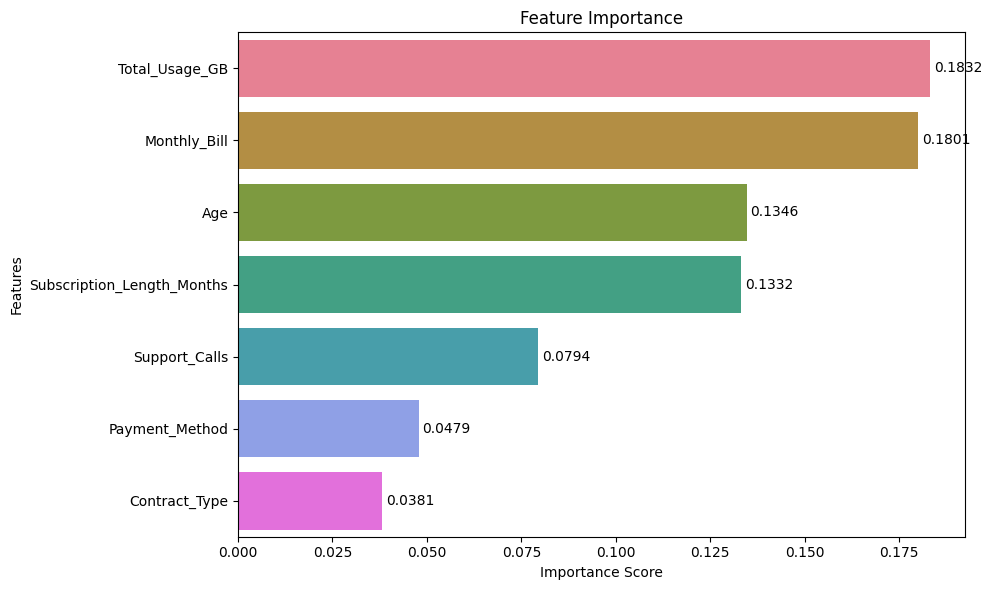 Feature Importance
Total_Usage_GB
0.1832
Monthly_Bill
0.1801
Age
0.1346
Subscription_Length_Months
0.1332
Support_Calls
0.0794
Payment_Method
0.0479
Contract_Type
0.0381
Features
0.000 0.025 0.050 0.075 0.100 0.125 0.150 0.175
Importance Score